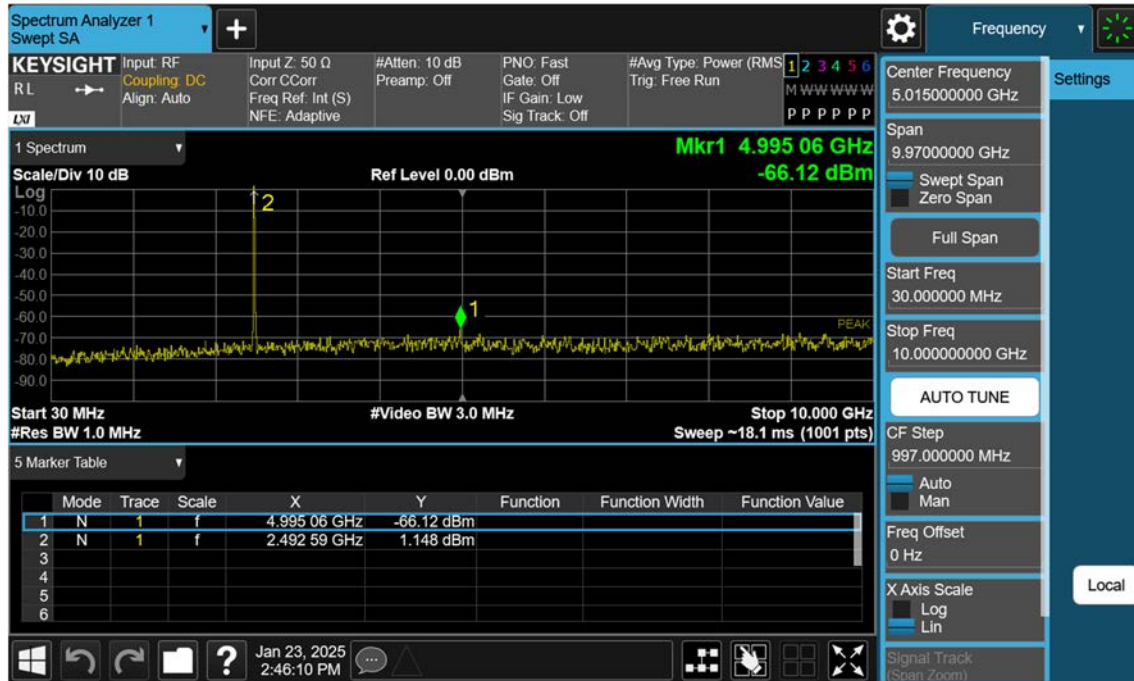 Spectrum Analyzer 1
Swept SA
Frequency
KEYSIGHT
RL
LXI
Input: RF
Coupling: DC
Align: Auto
Input Z: 50 Ω
Corr CCorr
Freq Ref: Int (S)
NFE: Adaptive
#Atten: 10 dB
Preamp: Off
PNO: Fast
Gate: Off
IF Gain: Low
Sig Track: Off
#Avg Type: Power (RMS
Trig: Free Run
1 2 3 4 5 6
M W W W W W
P P P P P P
1 Spectrum
Mkr1 4.995 06 GHz
Scale/Div 10 dB
Ref Level 0.00 dBm
-66.12 dBm
Log
-10.0
-20.0
-30.0
-40.0
-50.0
-60.0
-70.0
-80.0
-90.0
2
1
PEAK
Start 30 MHz
#Video BW 3.0 MHz
Stop 10.000 GHz
#Res BW 1.0 MHz
Sweep ~18.1 ms (1001 pts)
5 Marker Table
Mode Trace Scale X Y Function Function Width Function Value
1 N 1 f 4.995 06 GHz -66.12 dBm
2 N 1 f 2.492 59 GHz 1.148 dBm
3
4
5
6
?
Jan 23, 2025
2:46:10 PM
Center Frequency
5.015000000 GHz
Span
9.97000000 GHz
Swept Span
Zero Span
Full Span
Start Freq
30.000000 MHz
Stop Freq
10.000000000 GHz
AUTO TUNE
CF Step
997.000000 MHz
Auto
Man
Freq Offset
0 Hz
X Axis Scale
Log
Lin
Signal Track
(Span Zoom)
Settings
Local